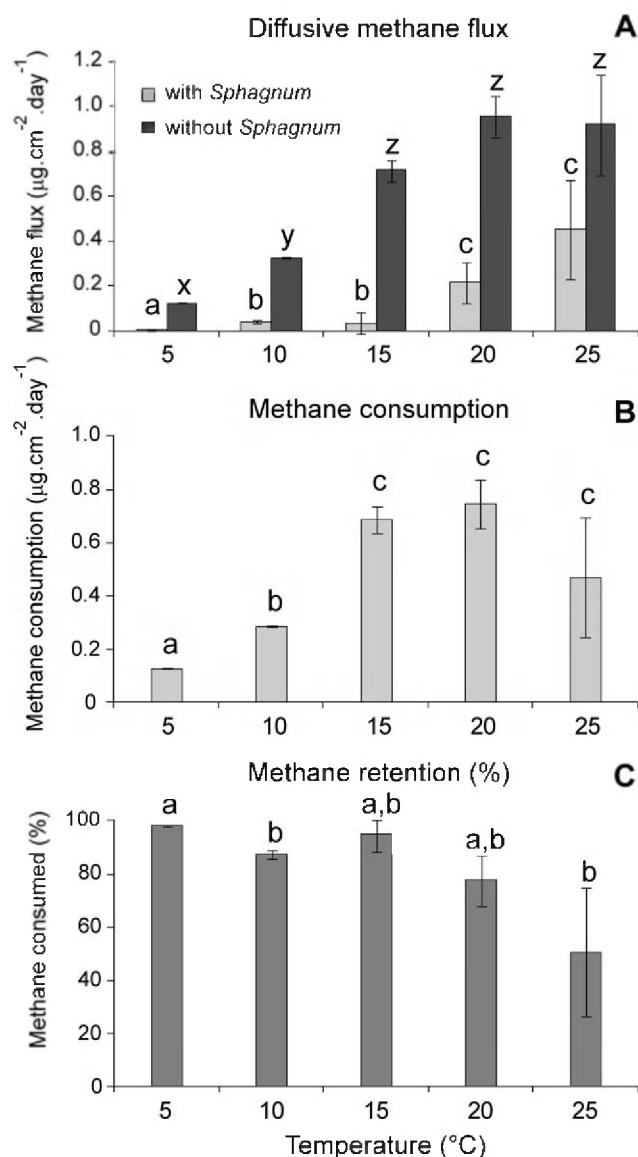 Diffusive methane flux
A
Methane flux (µg.cm⁻².day⁻¹)
1.2
1.0
0.8
0.6
0.4
0.2
0
with Sphagnum
without Sphagnum
a x b y b z c z c z
5 10 15 20 25
Methane consumption
B
Methane consumption (µg.cm⁻².day⁻¹)
1.0
0.8
0.6
0.4
0.2
0
a b c c c
5 10 15 20 25
Methane retention (%)
C
Methane consumed (%)
100
80
60
40
20
0
a b a,b a,b b
5 10 15 20 25
Temperature (°C)